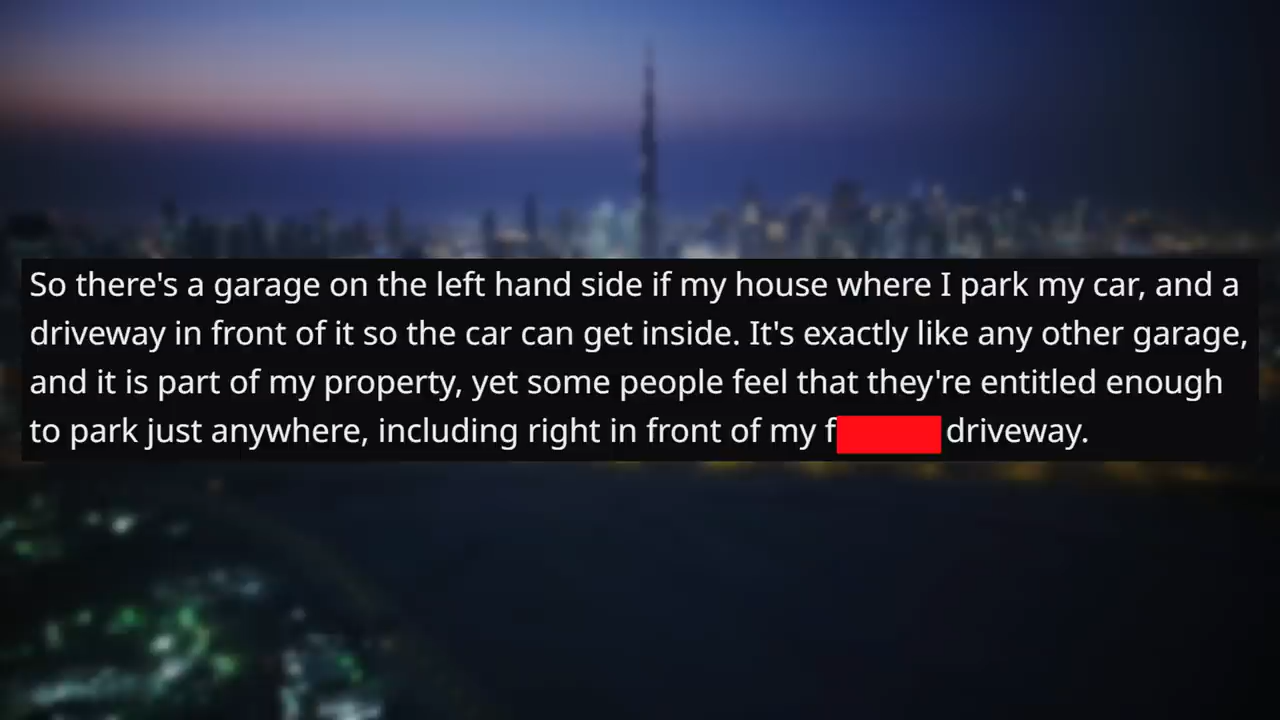 So there's a garage on the left hand side if my house where I park my car, and a
driveway in front of it so the car can get inside. It's exactly like any other garage,
and it is part of my property, yet some people feel that they're entitled enough
to park just anywhere, including right in front of my f driveway.